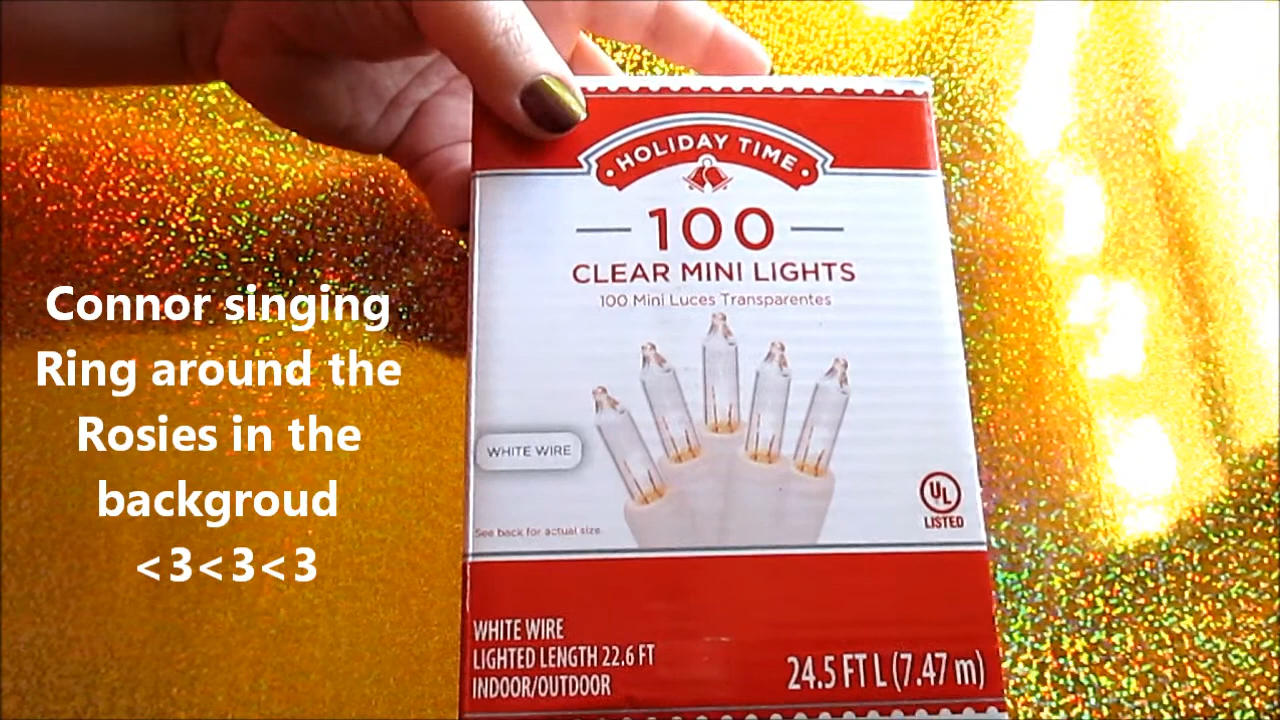 Connor singing
Ring around the
Rosies in the
backgroud
<3<3<3
HOLIDAY TIME
100
CLEAR MINI LIGHTS
100 Mini Luces Transparentes
WHITE WIRE
UL
LISTED
See back for actual size.
WHITE WIRE
LIGHTED LENGTH 22.6 FT
INDOOR/OUTDOOR
24.5 FT L (7.47 m)